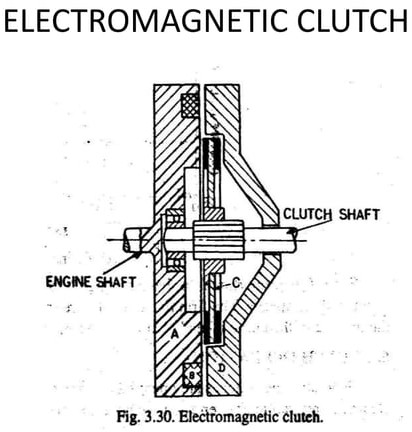 ELECTROMAGNETIC CLUTCH
CLUTCH SHAFT
ENGINE SHAFT
C
A
B
D
Fig. 3.30. Electromagnetic clutch.